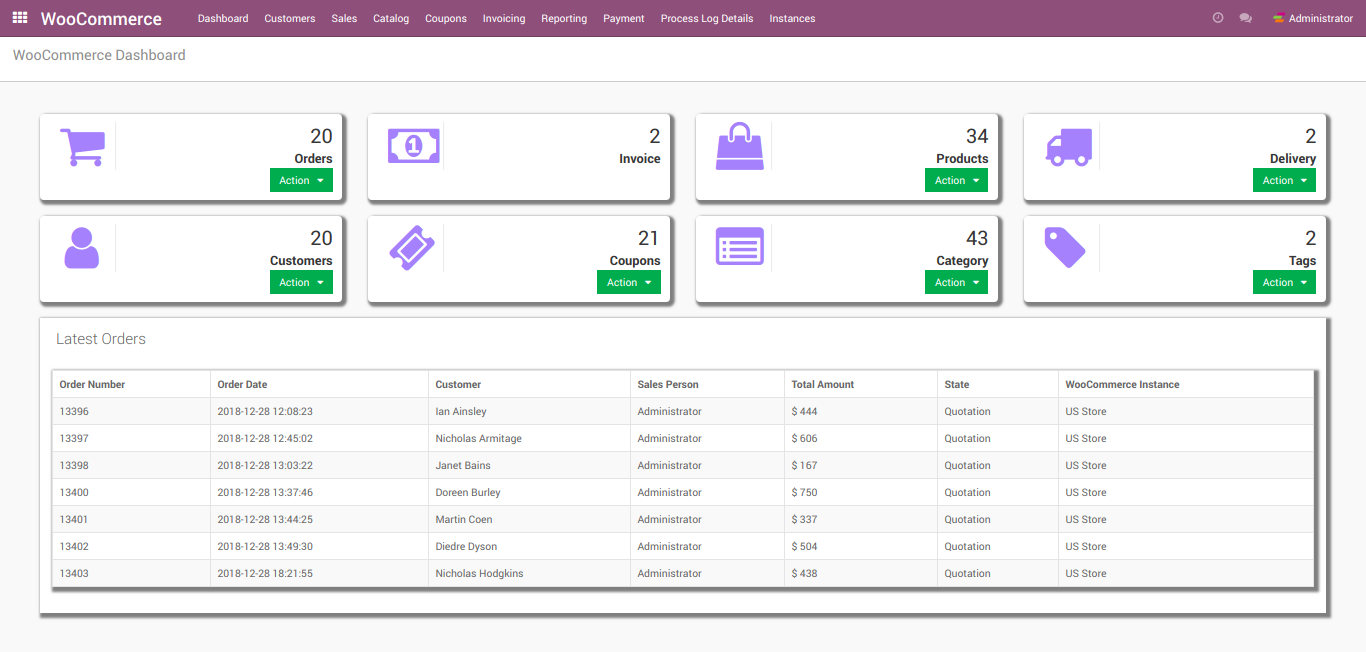 WooCommerce Dashboard Customers Sales Catalog Coupons Invoicing Reporting Payment Process Log Details Instances Administrator
WooCommerce Dashboard
20 2 34 2
Orders Invoice Products Delivery
Action Action Action
1
20 21 43 2
Customers Coupons Category Tags
Action Action Action Action
Latest Orders
Order Number Order Date Customer Sales Person Total Amount State WooCommerce Instance
13396 2018-12-28 12:08:23 Ian Ainsley Administrator $ 444 Quotation US Store
13397 2018-12-28 12:45:02 Nicholas Armitage Administrator $ 606 Quotation US Store
13398 2018-12-28 13:03:22 Janet Bains Administrator $ 167 Quotation US Store
13400 2018-12-28 13:37:46 Doreen Burley Administrator $ 750 Quotation US Store
13401 2018-12-28 13:44:25 Martin Coen Administrator $ 337 Quotation US Store
13402 2018-12-28 13:49:30 Diedre Dyson Administrator $ 504 Quotation US Store
13403 2018-12-28 18:21:55 Nicholas Hodgkins Administrator $ 438 Quotation US Store